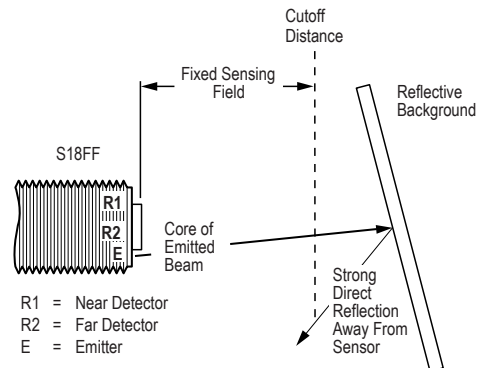 Cutoff
Distance
Fixed Sensing
Field
Reflective
Background
S18FF
R1
R2
E
Core of
Emitted
Beam
Strong
Direct
Reflection
Away From
Sensor
R1 = Near Detector
R2 = Far Detector
E = Emitter